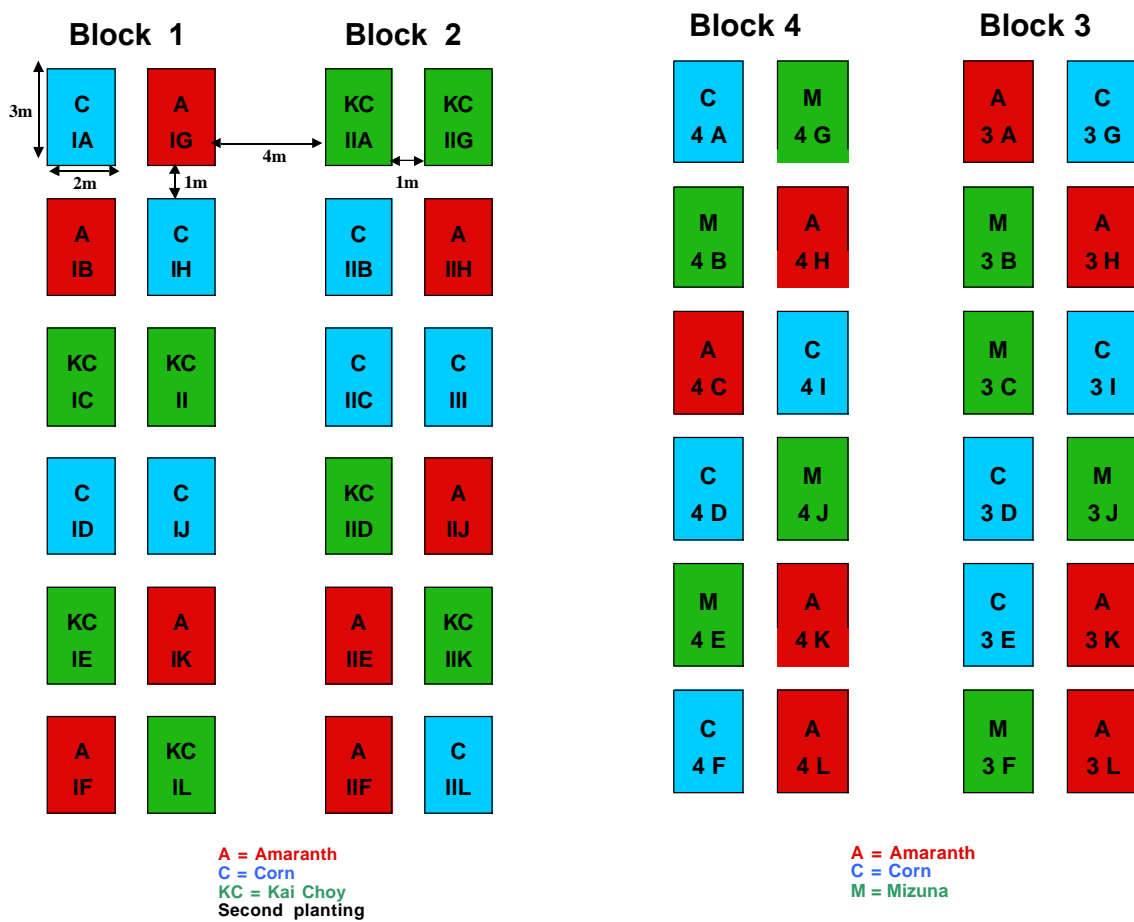 Block 1
Block 2
Block 4
Block 3
3m
2m
1m
4m
1m
C
IA
A
IG
KC
IIA
KC
IIG
C
4 A
M
4 G
A
3 A
C
3 G
A
IB
C
IH
C
IIB
A
IIH
M
4 B
A
4 H
M
3 B
A
3 H
KC
IC
KC
II
C
IIC
C
III
A
4 C
C
4 I
M
3 C
C
3 I
C
ID
C
IJ
KC
IID
A
IIJ
C
4 D
M
4 J
C
3 D
M
3 J
KC
IE
A
IK
A
IIE
KC
IIK
M
4 E
A
4 K
C
3 E
A
3 K
A
IF
KC
IL
A
IIF
C
IIL
C
4 F
A
4 L
M
3 F
A
3 L
A = Amaranth
C = Corn
KC = Kai Choy
Second planting
A = Amaranth
C = Corn
M = Mizuna